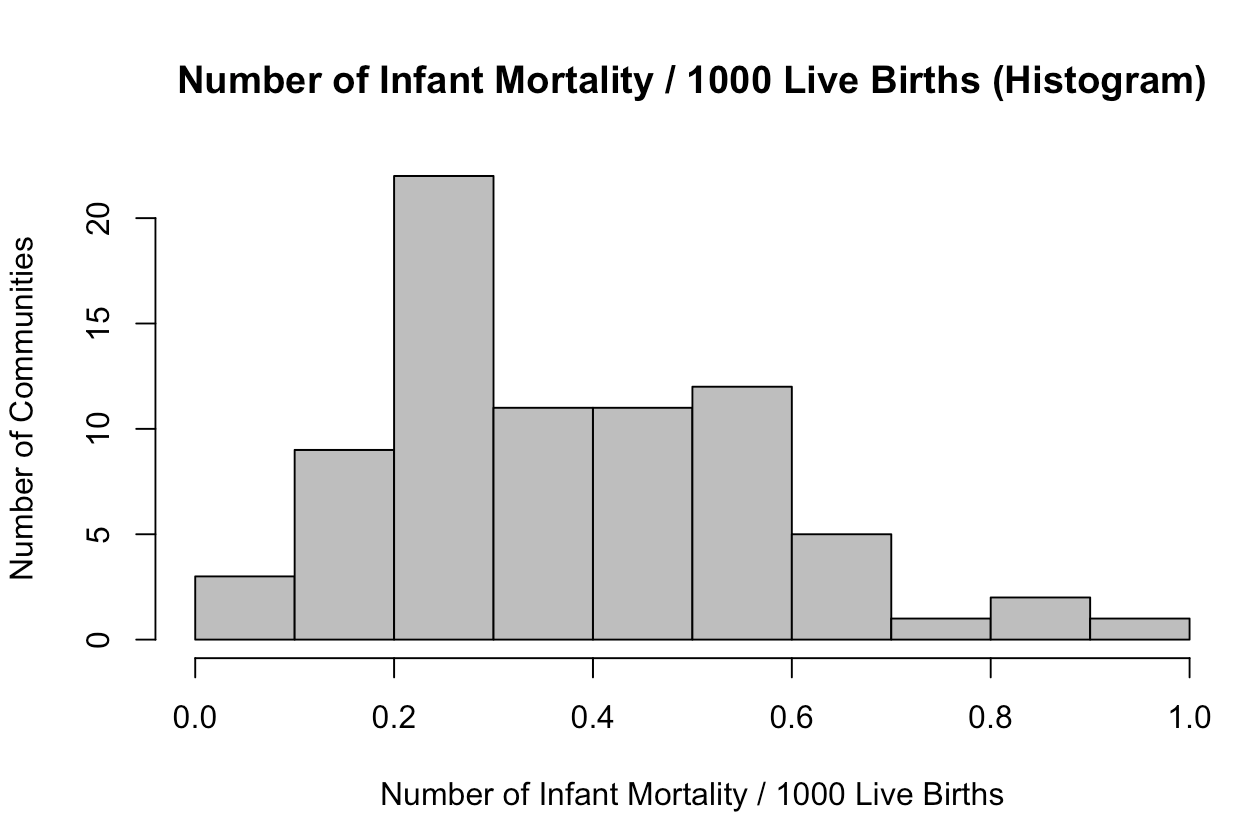 Number of Infant Mortality / 1000 Live Births (Histogram)
Number of Communities
20
15
10
5
0
0.0 0.2 0.4 0.6 0.8 1.0
Number of Infant Mortality / 1000 Live Births